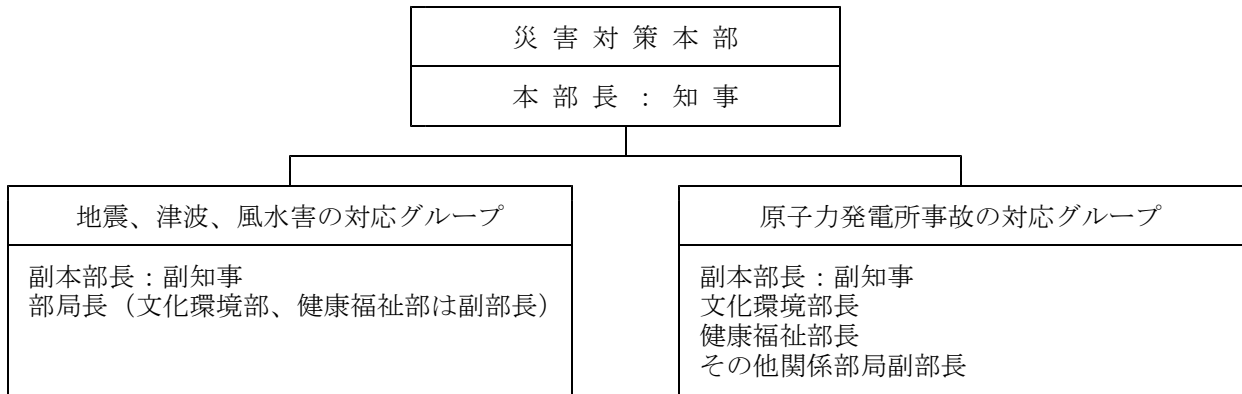 災害対策本部
本部長：知事
地震、津波、風水害の対応グループ
副本部長：副知事
部局長（文化環境部、健康福祉部は副部長）
原子力発電所事故の対応グループ
副本部長：副知事
文化環境部長
健康福祉部長
その他関係部局副部長